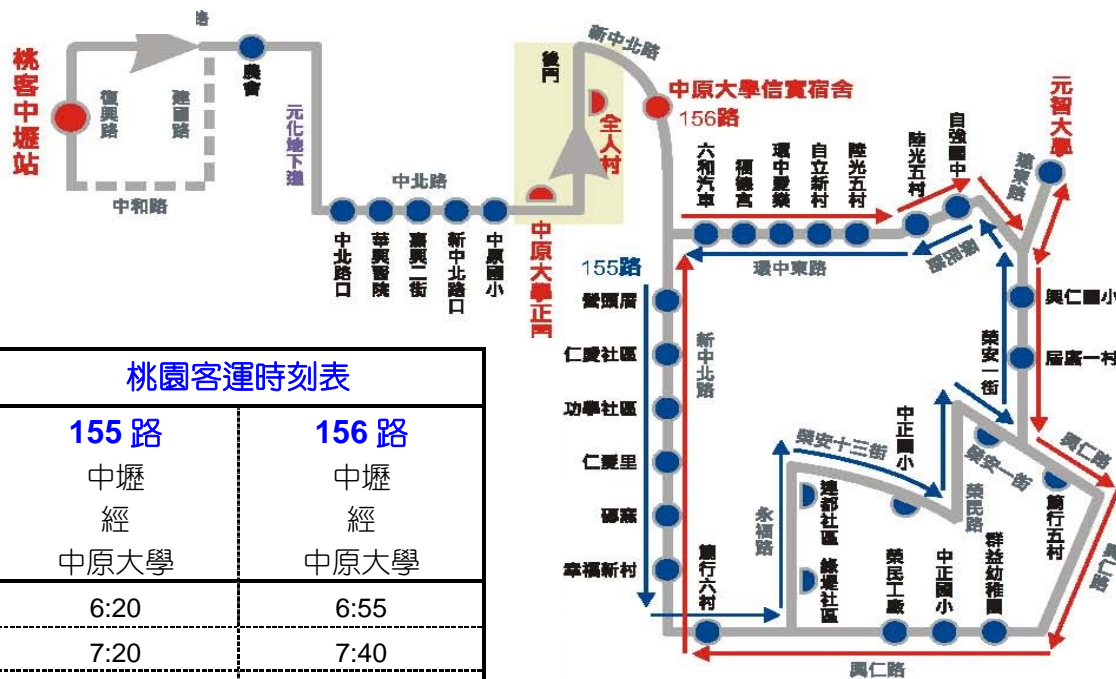 路
桃客中壢站
復興路
建國路
中和路
農會
元化地下道
中北路
中北路口
華興醫院
嘉興二街
新中北路口
中原國小
中原大學正門
後門
全人村
新中北路
中原大學信實宿舍
156路
六和汽車
福德宮
環中愛樂
自立新村
陸光五村
陸光五村
自強國中
元智大學
遠東路
環中東路
155路
營頭厝
仁愛社區
功學社區
仁愛里
磚窯
幸福新村
新中北路
興仁國小
居廣一村
榮安一街
中正國小
榮安十三街
榮安一街
興仁路
榮民路
永福路
建都社區
綠堤社區
篤行五村
興仁路
篤行六村
榮民工廠
中正國小
群益幼稚園
興仁路
桃園客運時刻表
155 路
156 路
中壢
中壢
經
經
中原大學
中原大學
6:20
6:55
7:20
7:40